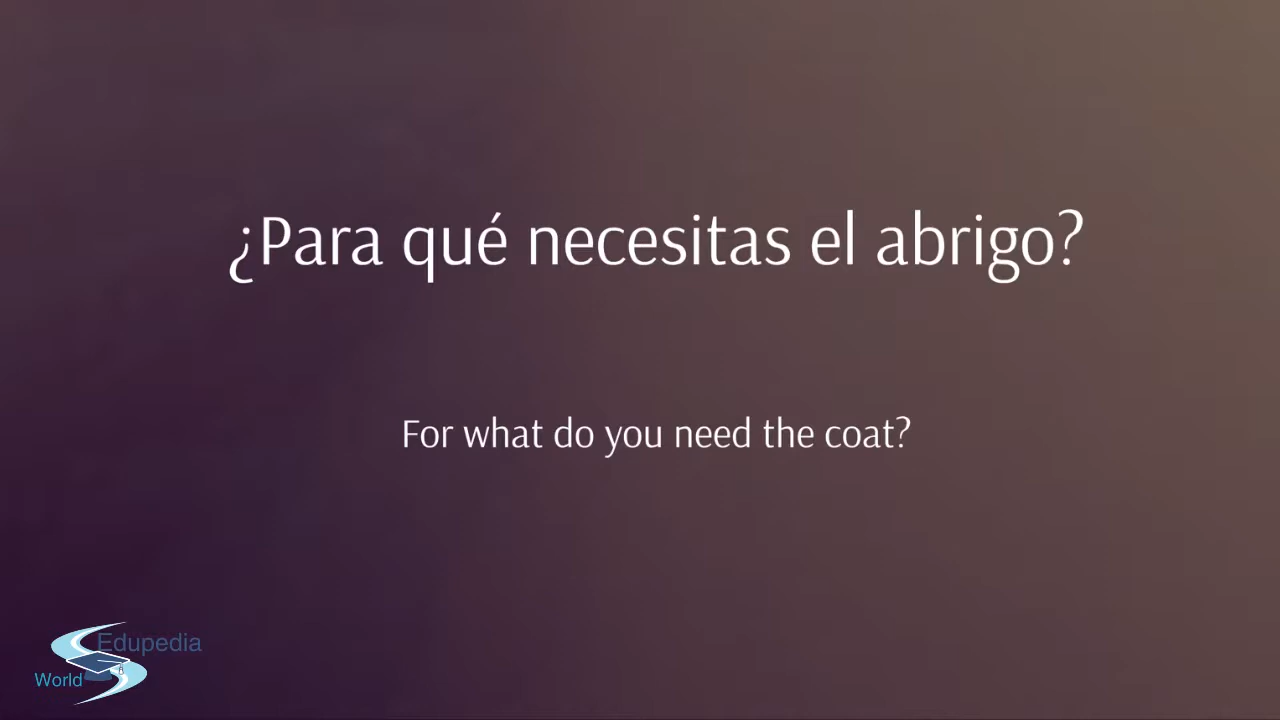 ¿Para qué necesitas el abrigo?
For what do you need the coat?
Edupedia
World